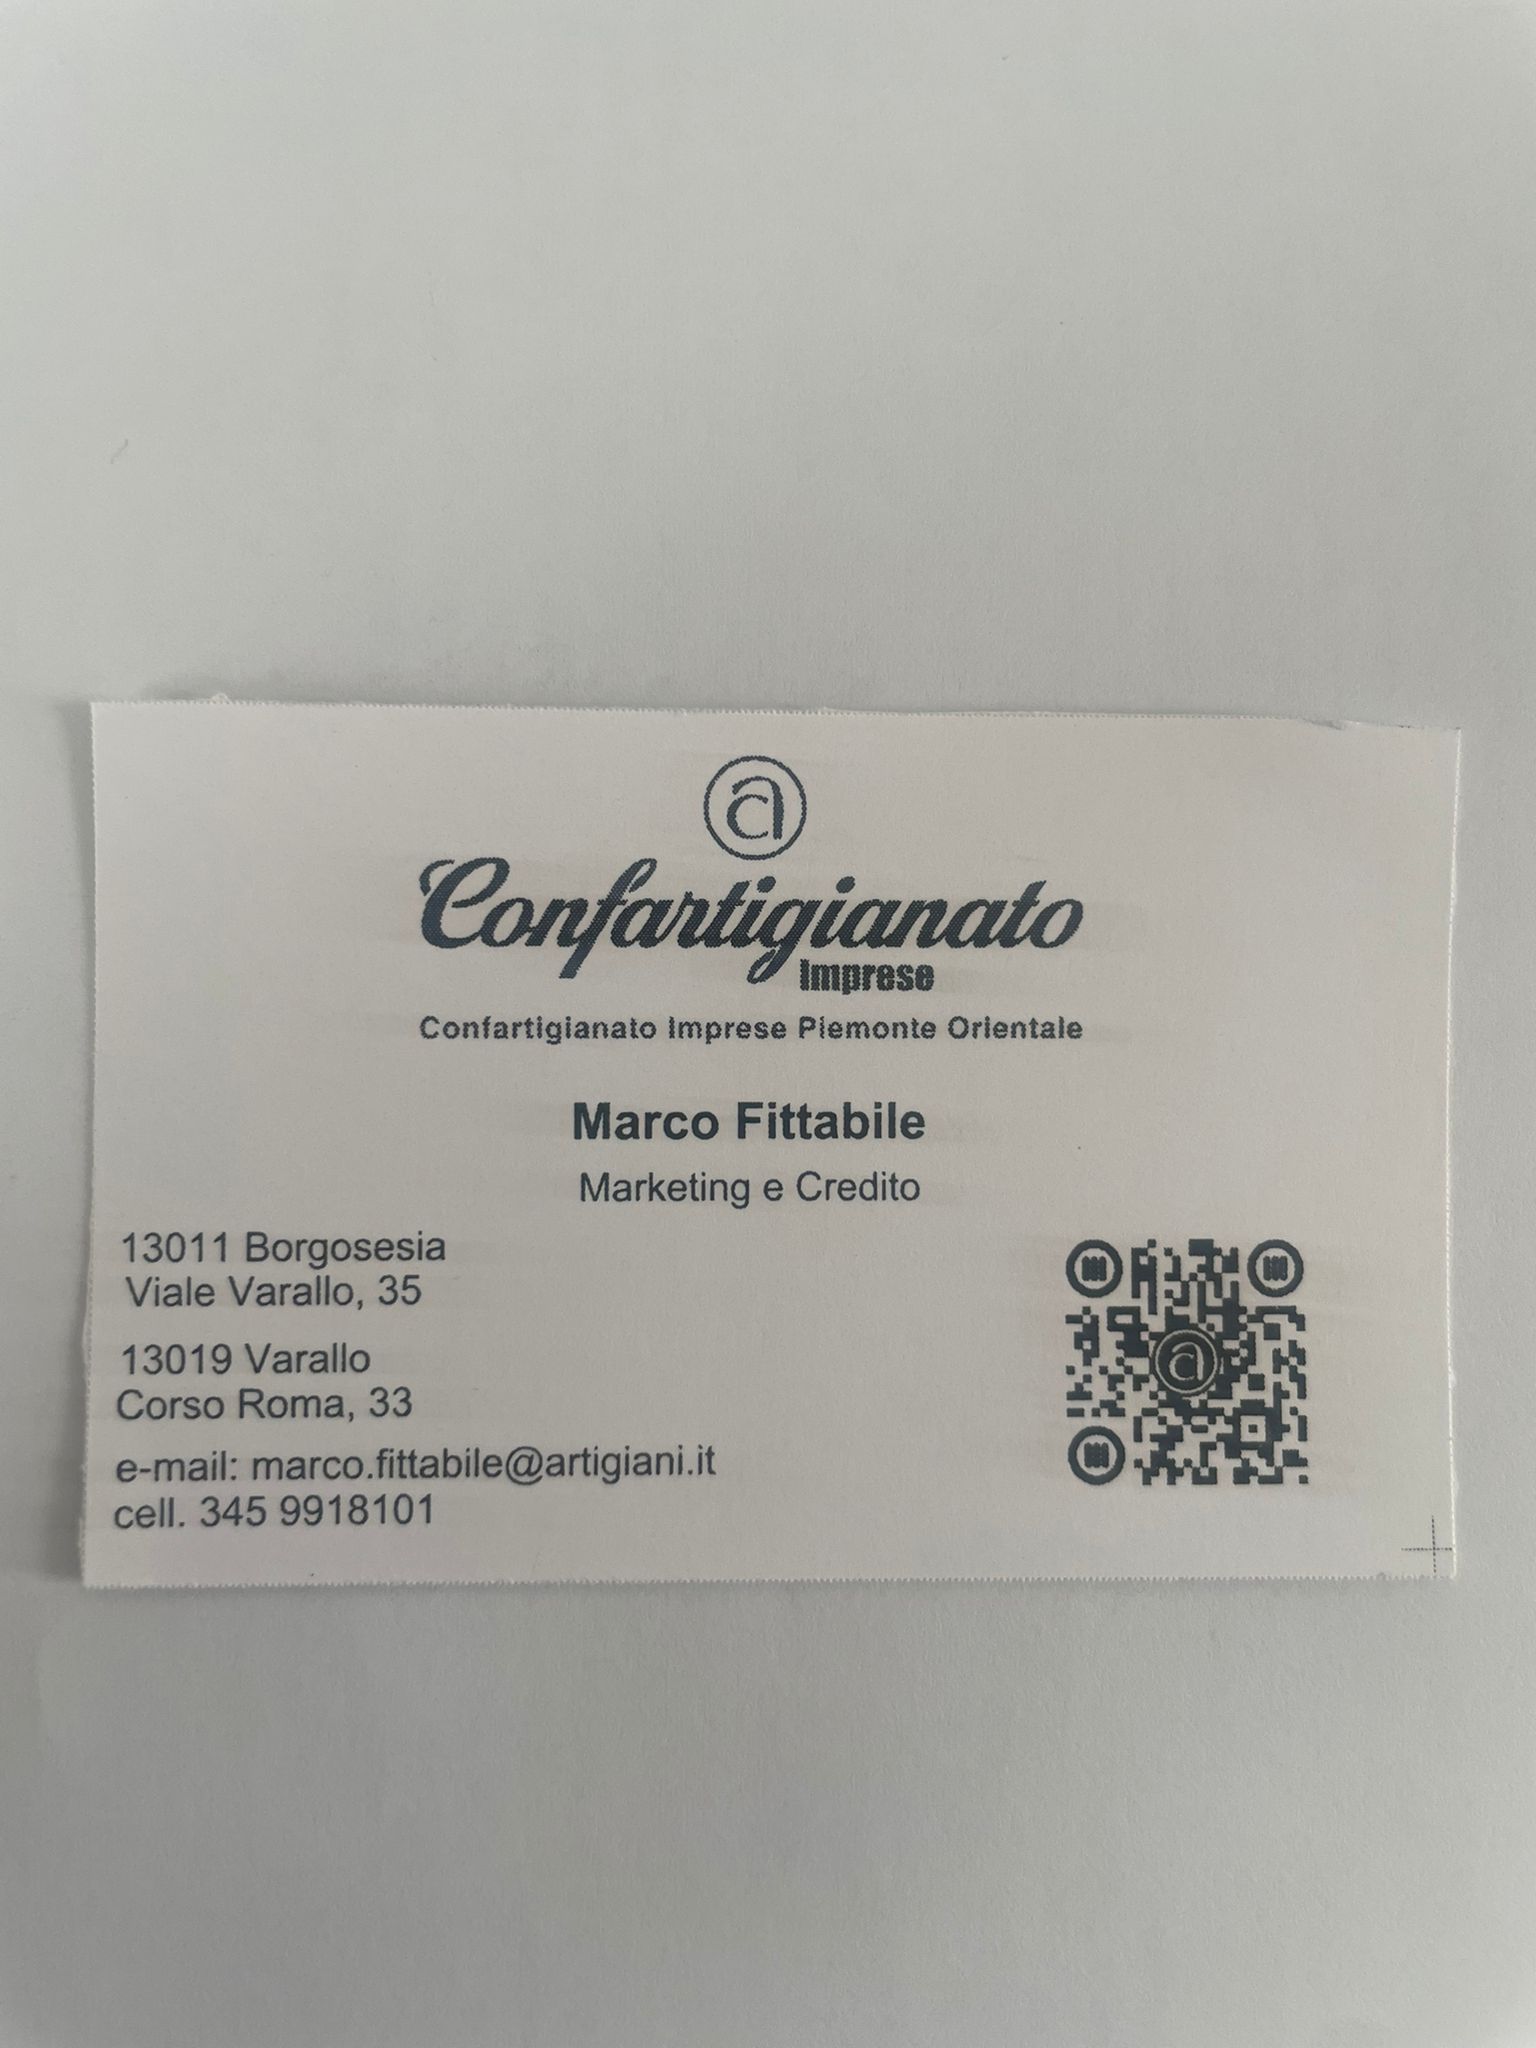 a
Confartigianato
Imprese
Confartigianato Imprese Piemonte Orientale
Marco Fittabile
Marketing e Credito
13011 Borgosesia
Viale Varallo, 35
13019 Varallo
Corso Roma, 33
e-mail: marco.fittabile@artigiani.it
cell. 345 9918101
a